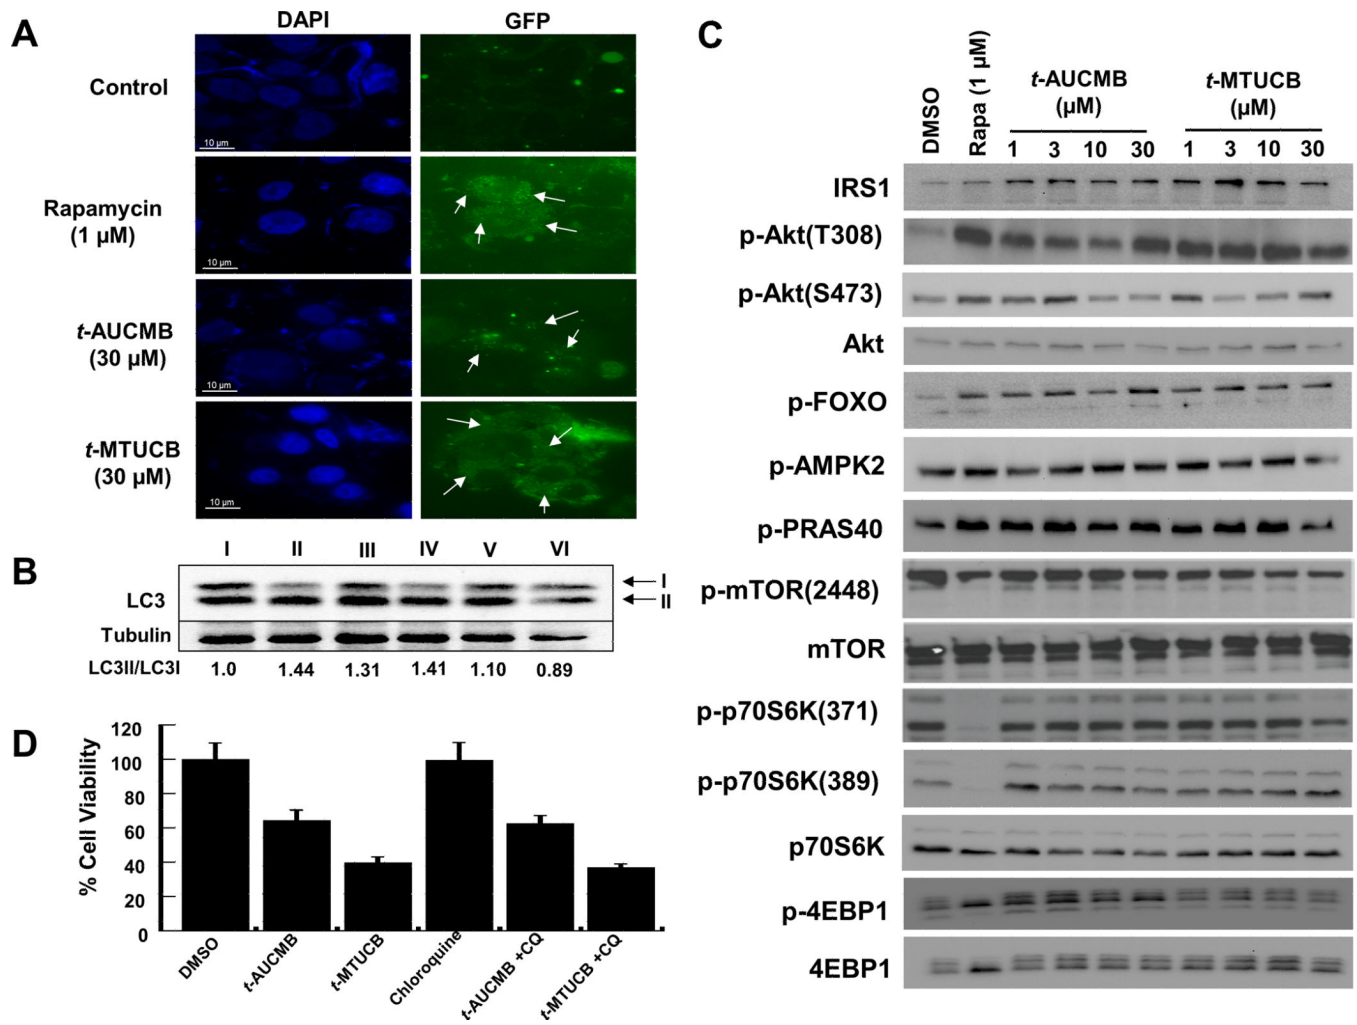 A
DAPI
GFP
Control
10 µm
Rapamycin
(1 µM)
10 µm
t-AUCMB
(30 µM)
10 µm
t-MTUCB
(30 µM)
10 µm
B
I II III IV V VI
LC3
I
II
Tubulin
LC3II/LC3I 1.0 1.44 1.31 1.41 1.10 0.89
D
% Cell Viability
120
100
80
60
40
20
0
DMSO
t-AUCMB
t-MTUCB
Chloroquine
t-AUCMB +CQ
t-MTUCB +CQ
C
DMSO
Rapa (1 µM)
t-AUCMB
(µM)
t-MTUCB
(µM)
1 3 10 30 1 3 10 30
IRS1
p-Akt(T308)
p-Akt(S473)
Akt
p-FOXO
p-AMPK2
p-PRAS40
p-mTOR(2448)
mTOR
p-p70S6K(371)
p-p70S6K(389)
p70S6K
p-4EBP1
4EBP1